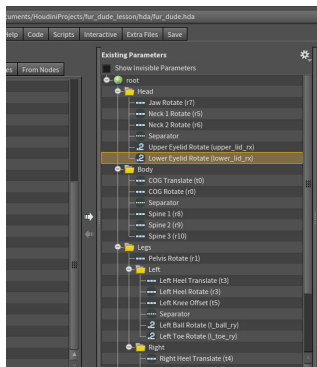 uments/HoudiniProjects/fur_dude_lesson/hda/fur_dude.hda
Help Code Scripts Interactive Extra Files Save
es From Nodes
Existing Parameters
Show Invisible Parameters
root
Head
Jaw Rotate (r7)
Neck 1 Rotate (r5)
Neck 2 Rotate (r6)
Separator
Upper Eyelid Rotate (upper_lid_rx)
Lower Eyelid Rotate (lower_lid_rx)
Body
COG Translate (t0)
COG Rotate (r0)
Separator
Spine 1 (r8)
Spine 2 (r9)
Spine 3 (r10)
Legs
Pelvis Rotate (r1)
Left
Left Heel Translate (t3)
Left Heel Rotate (r3)
Left Knee Offset (t5)
Separator
Left Ball Rotate (l_ball_ry)
Left Toe Rotate (l_toe_ry)
Right
Right Heel Translate (t4)